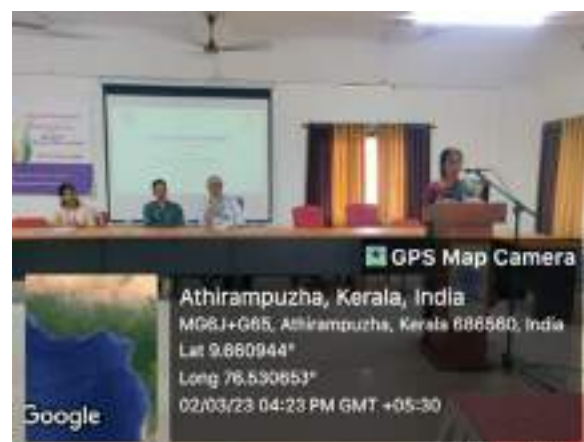 GPS Map Camera
Athirampuzha, Kerala, India
MG6J+G65, Athirampuzha, Kerala 686560, India
Lat 9.660944°
Long 76.530653°
02/03/23 04:23 PM GMT +05:30
Google